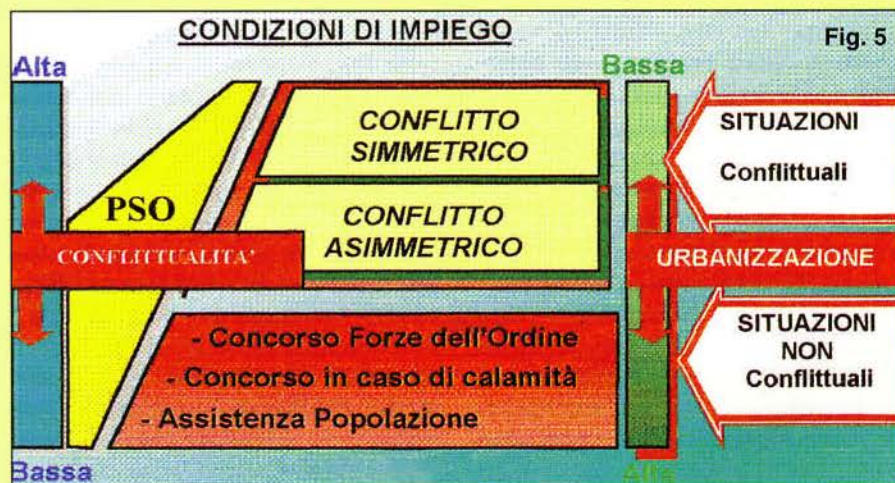 CONDIZIONI DI IMPIEGO
Fig. 5
Alta
Bassa
CONFLITTO
SIMMETRICO
SITUAZIONI
Conflittuali
PSO
CONFLITTO
ASIMMETRICO
CONFLITTUALITA'
URBANIZZAZIONE
- Concorso Forze dell'Ordine
- Concorso in caso di calamità
- Assistenza Popolazione
SITUAZIONI
NON
Conflittuali
Bassa
Alta